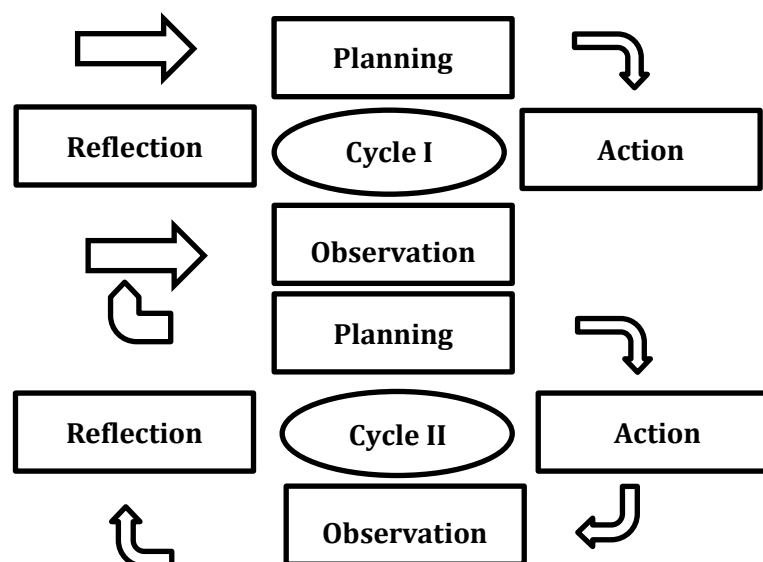 Planning
Reflection
Cycle I
Action
Observation
Planning
Reflection
Cycle II
Action
Observation